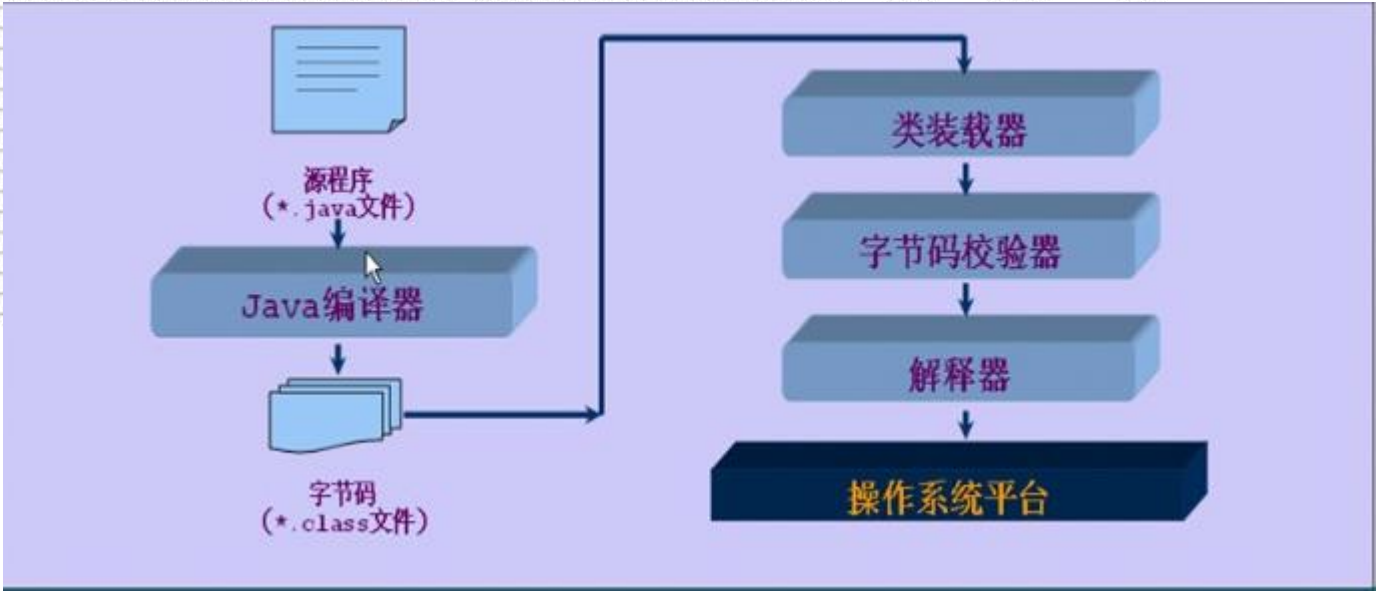 源程序
(*.java文件)
Java编译器
字节码
(*.class文件)
类装载器
字节码校验器
解释器
操作系统平台